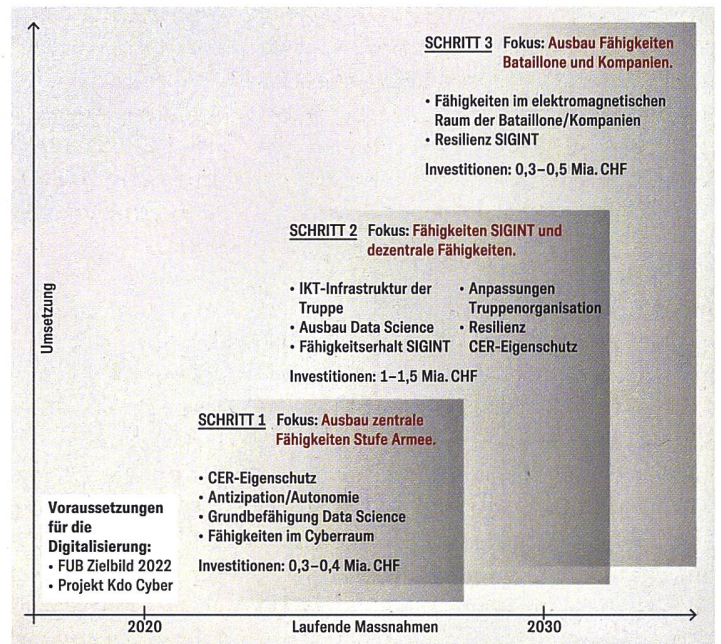 SCHRITT 3 Fokus: Ausbau Fähigkeiten
Bataillone und Kompanien.
• Fähigkeiten im elektromagnetischen
Raum der Bataillone/Kompanien
• Resilienz SIGINT
Investitionen: 0,3–0,5 Mia. CHF
SCHRITT 2 Fokus: Fähigkeiten SIGINT und
dezentrale Fähigkeiten.
• IKT-Infrastruktur der
Truppe
• Ausbau Data Science
• Fähigkeitserhalt SIGINT
• Anpassungen
Truppenorganisation
• Resilienz
CER-Eigenschutz
Investitionen: 1–1,5 Mia. CHF
SCHRITT 1 Fokus: Ausbau zentrale
Fähigkeiten Stufe Armee.
• CER-Eigenschutz
• Antizipation/Autonomie
• Grundbefähigung Data Science
• Fähigkeiten im Cyberraum
Investitionen: 0,3–0,4 Mia. CHF
Voraussetzungen
für die
Digitalisierung:
• FUB Zielbild 2022
• Projekt Kdo Cyber
Umsetzung
2020
Laufende Massnahmen
2030